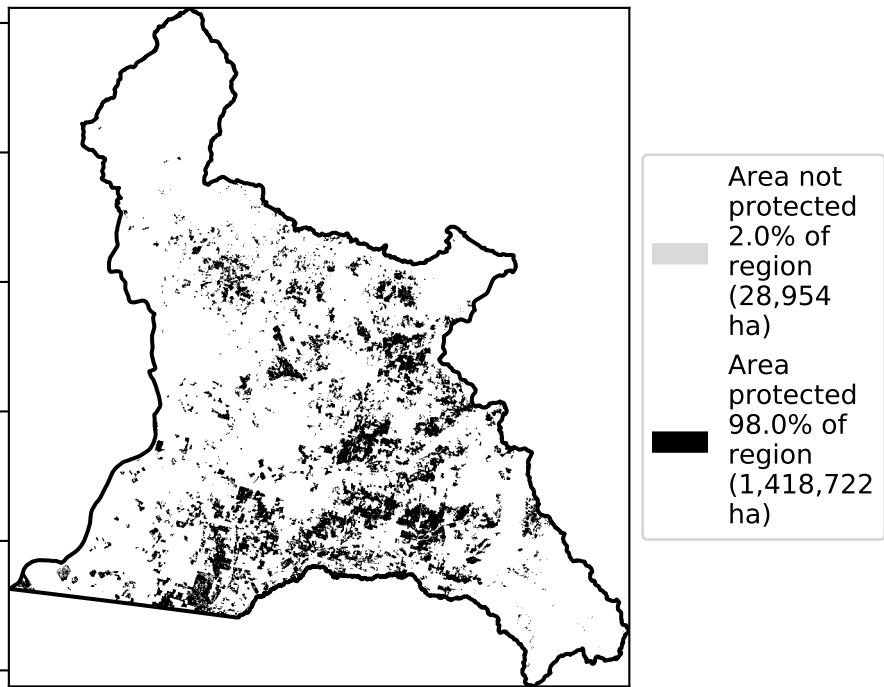 Area not
protected
2.0% of
region
(28,954
ha)
Area
protected
98.0% of
region
(1,418,722
ha)